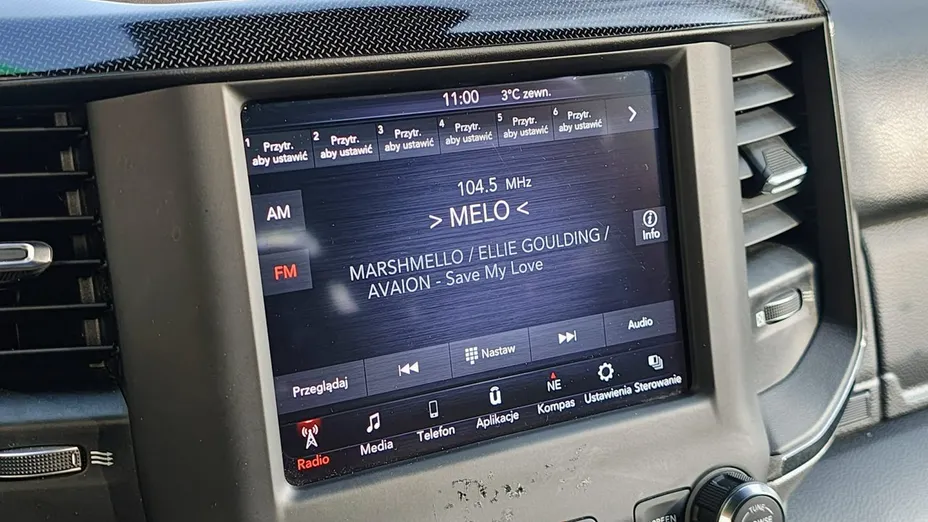 11:00 3°C zewn.
1 Przytr. aby ustawić
2 Przytr. aby ustawić
3 Przytr. aby ustawić
4 Przytr. aby ustawić
5 Przytr. aby ustawić
6 Przytr. aby ustawić
104.5 MHz
AM
> MELO <
Info
FM
MARSHMELLO / ELLIE GOULDING /
AVAION - Save My Love
Przeglądaj
Nastaw
Audio
Radio
Media
Telefon
Aplikacje
NE
Kompas
Ustawienia
Sterowanie
TUNE